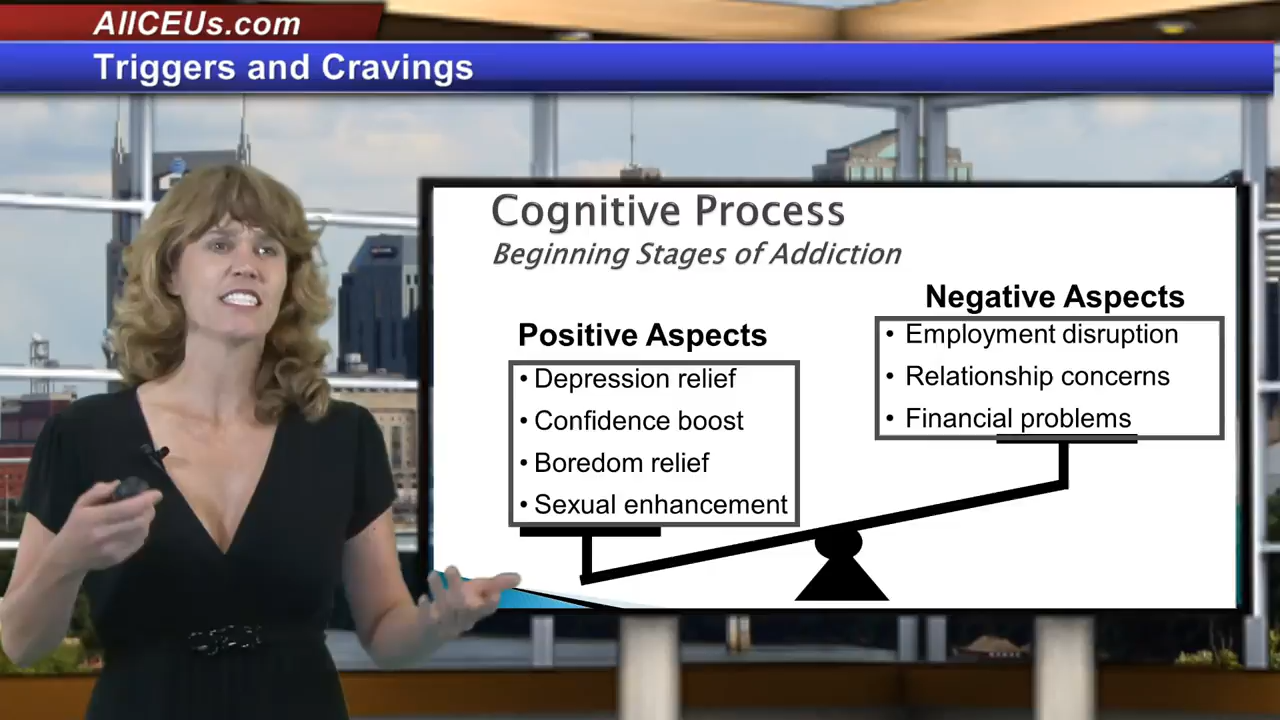 AllCEUs.com
Triggers and Cravings
Cognitive Process
Beginning Stages of Addiction
Positive Aspects
• Depression relief
• Confidence boost
• Boredom relief
• Sexual enhancement
Negative Aspects
• Employment disruption
• Relationship concerns
• Financial problems